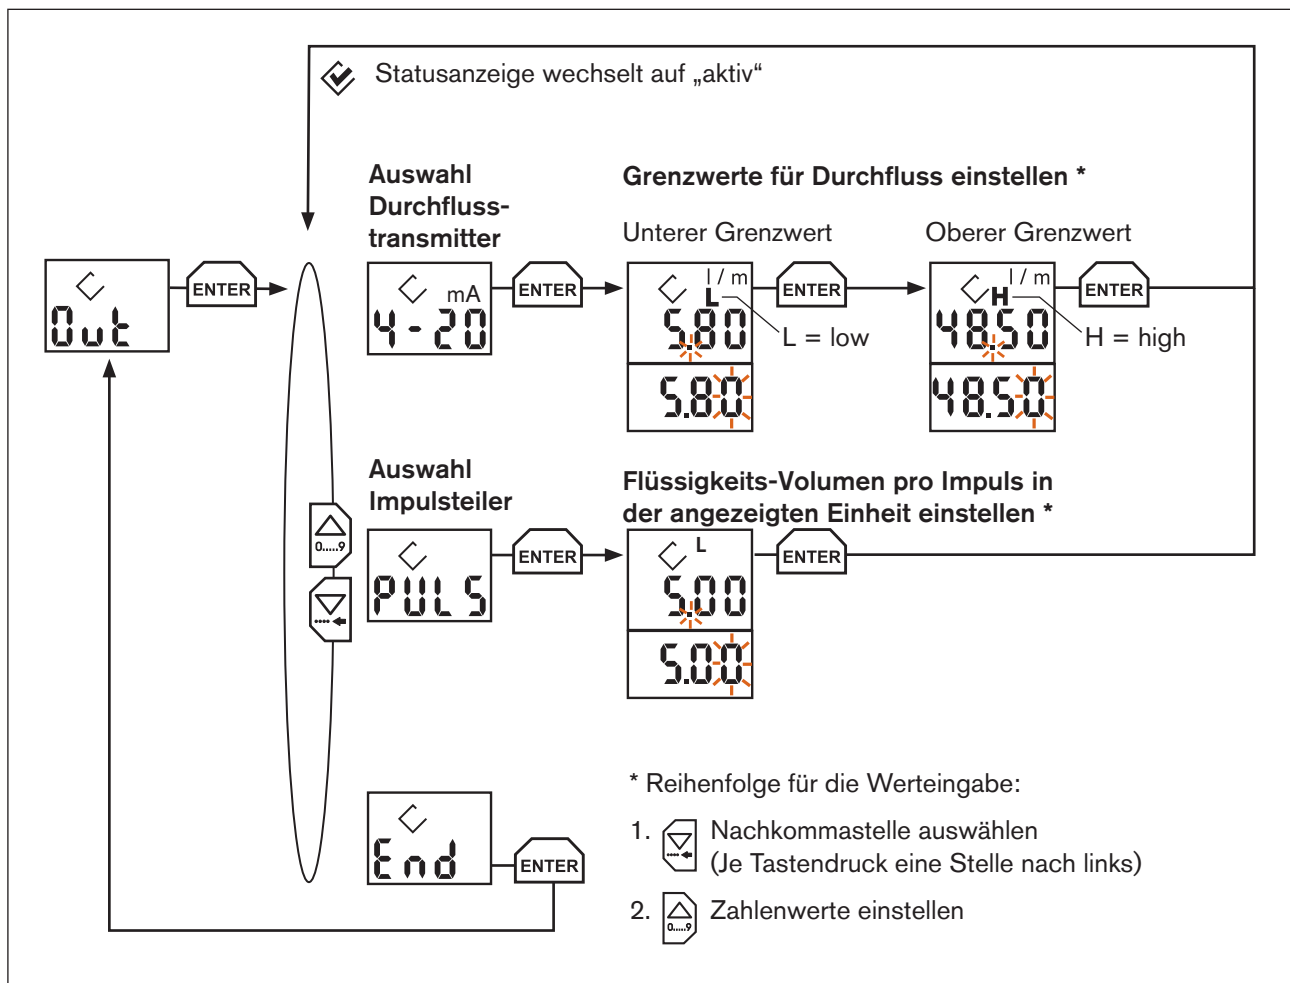 Statusanzeige wechselt auf „aktiv“
Auswahl
Durchfluss-
transmitter
Grenzwerte für Durchfluss einstellen *
Unterer Grenzwert
Oberer Grenzwert
Out
ENTER
mA
4-20
ENTER
l / m
L
5.80
L = low
5.80
ENTER
l / m
H
48.50
H = high
48.50
ENTER
Auswahl
Impulsteiler
Flüssigkeits-Volumen pro Impuls in
der angezeigten Einheit einstellen *
0.....9
PULS
ENTER
L
5.00
5.00
ENTER
End
ENTER
* Reihenfolge für die Werteingabe:
1. Nachkommastelle auswählen
(Je Tastendruck eine Stelle nach links)
2. 0.....9 Zahlenwerte einstellen